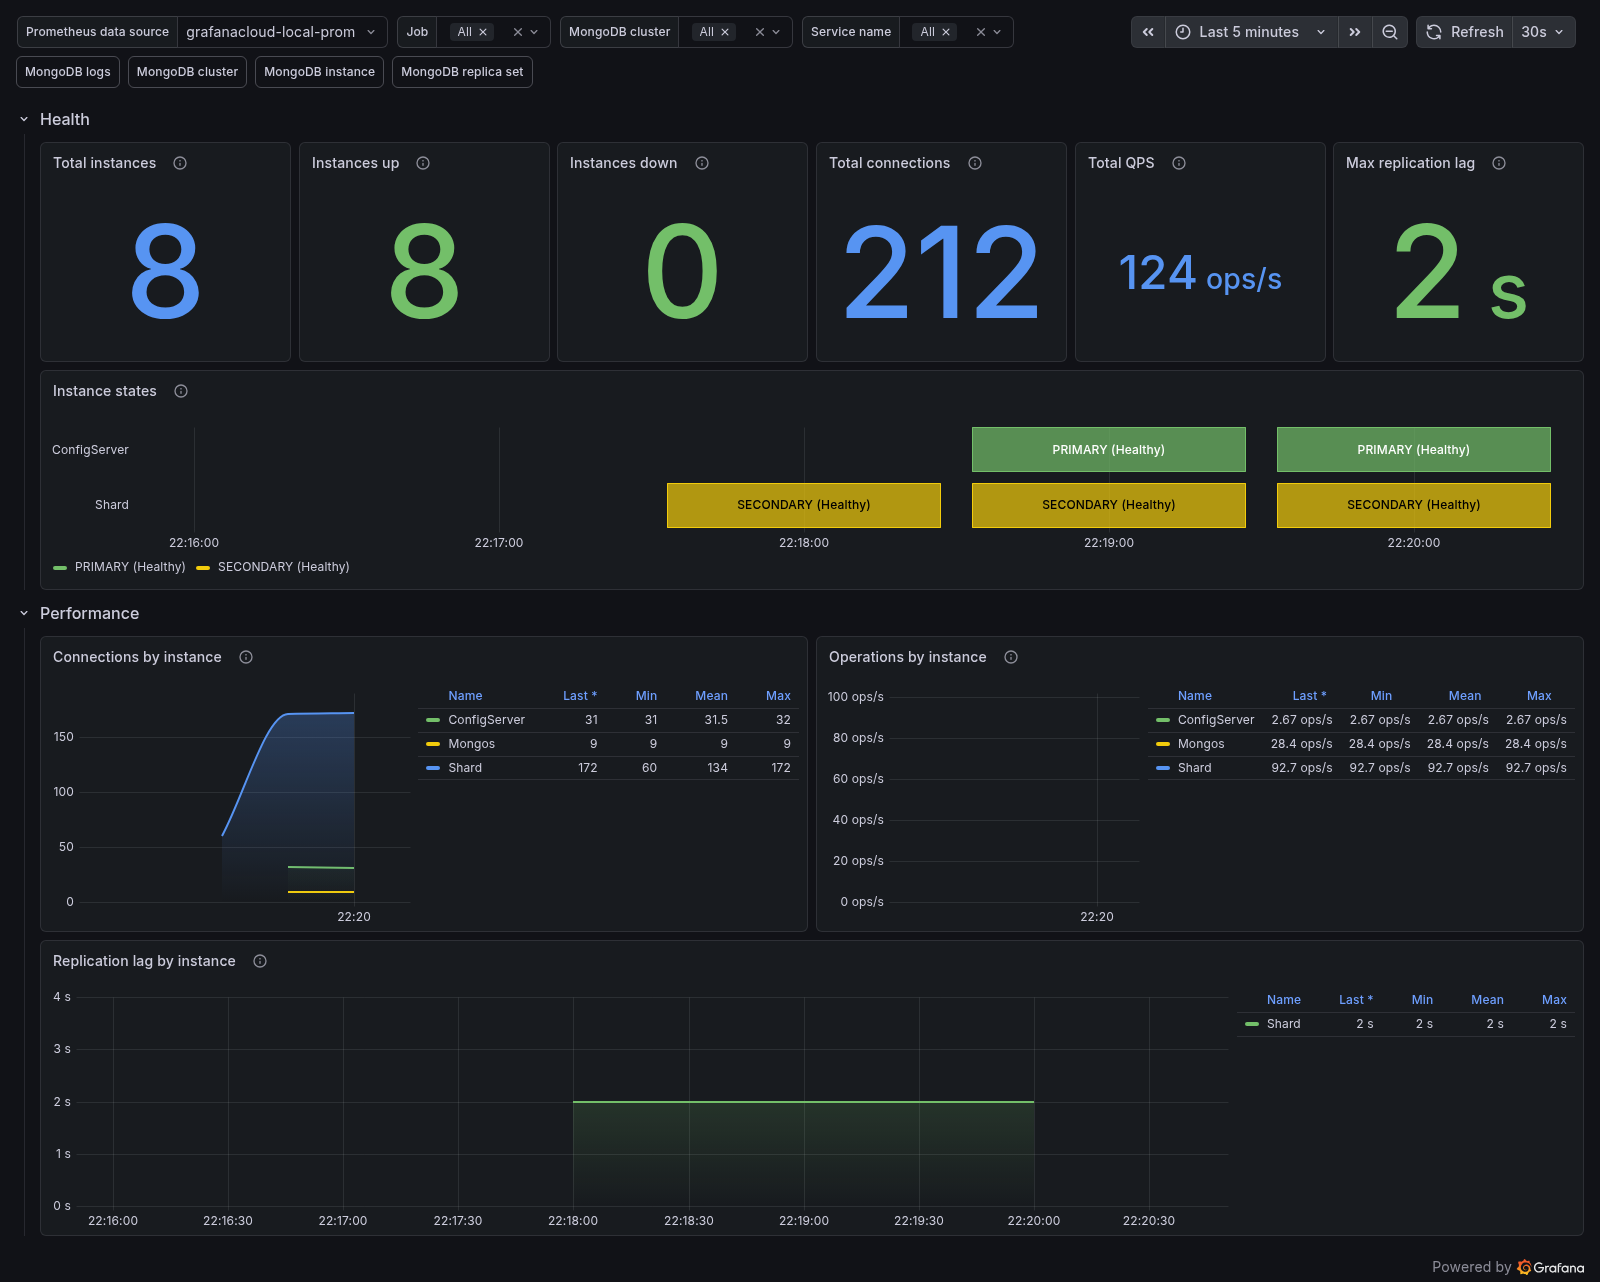 Prometheus data source grafanacloud-local-prom Job All MongoDB cluster All Service name All Last 5 minutes Refresh 30s
MongoDB logs MongoDB cluster MongoDB instance MongoDB replica set
Health
Total instances Instances up Instances down Total connections Total QPS Max replication lag
8 8 0 212 124 ops/s 2 s
Instance states
ConfigServer PRIMARY (Healthy) PRIMARY (Healthy)
Shard SECONDARY (Healthy) SECONDARY (Healthy) SECONDARY (Healthy)
22:16:00 22:17:00 22:18:00 22:19:00 22:20:00
PRIMARY (Healthy) SECONDARY (Healthy)
Performance
Connections by instance
150
100
50
0
22:20
Name Last * Min Mean Max
ConfigServer 31 31 31.5 32
Mongos 9 9 9 9
Shard 172 60 134 172
Operations by instance
100 ops/s
80 ops/s
60 ops/s
40 ops/s
20 ops/s
0 ops/s
22:20
Name Last * Min Mean Max
ConfigServer 2.67 ops/s 2.67 ops/s 2.67 ops/s 2.67 ops/s
Mongos 28.4 ops/s 28.4 ops/s 28.4 ops/s 28.4 ops/s
Shard 92.7 ops/s 92.7 ops/s 92.7 ops/s 92.7 ops/s
Replication lag by instance
4 s
3 s
2 s
1 s
0 s
22:16:00 22:16:30 22:17:00 22:17:30 22:18:00 22:18:30 22:19:00 22:19:30 22:20:00 22:20:30
Name Last * Min Mean Max
Shard 2 s 2 s 2 s 2 s
Powered by Grafana